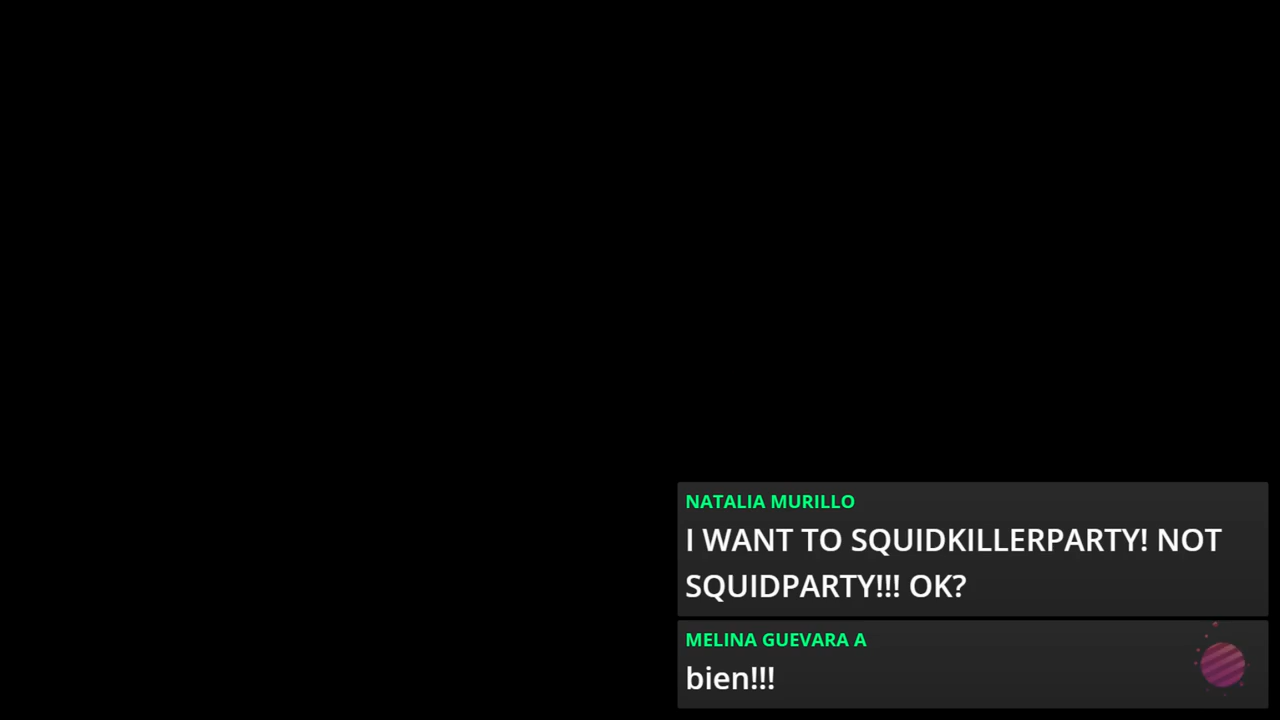 NATALIA MURILLO
I WANT TO SQUIDKILLERPARTY! NOT
SQUIDPARTY!!! OK?
MELINA GUEVARA A
bien!!!